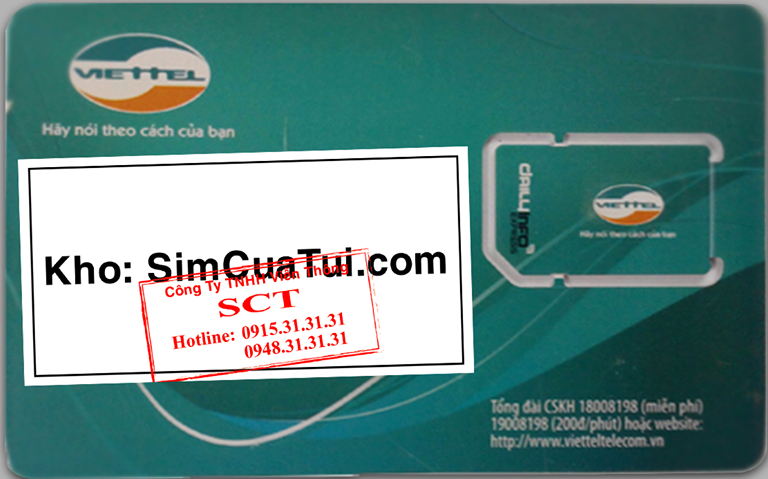 VIETTEL
Hãy nói theo cách của bạn
Kho: SimCuaTui.com
Công Ty TNHH Viễn Thông
SCT
Hotline: 0915.31.31.31
0948.31.31.31
DAILYInfo
EXPRESS
VIETTEL
Hãy nói theo cách của bạn
Tổng đài CSKH 18008198 (miễn phí)
19008198 (200đ/phút) hoặc website:
http://www.vietteltelecom.vn